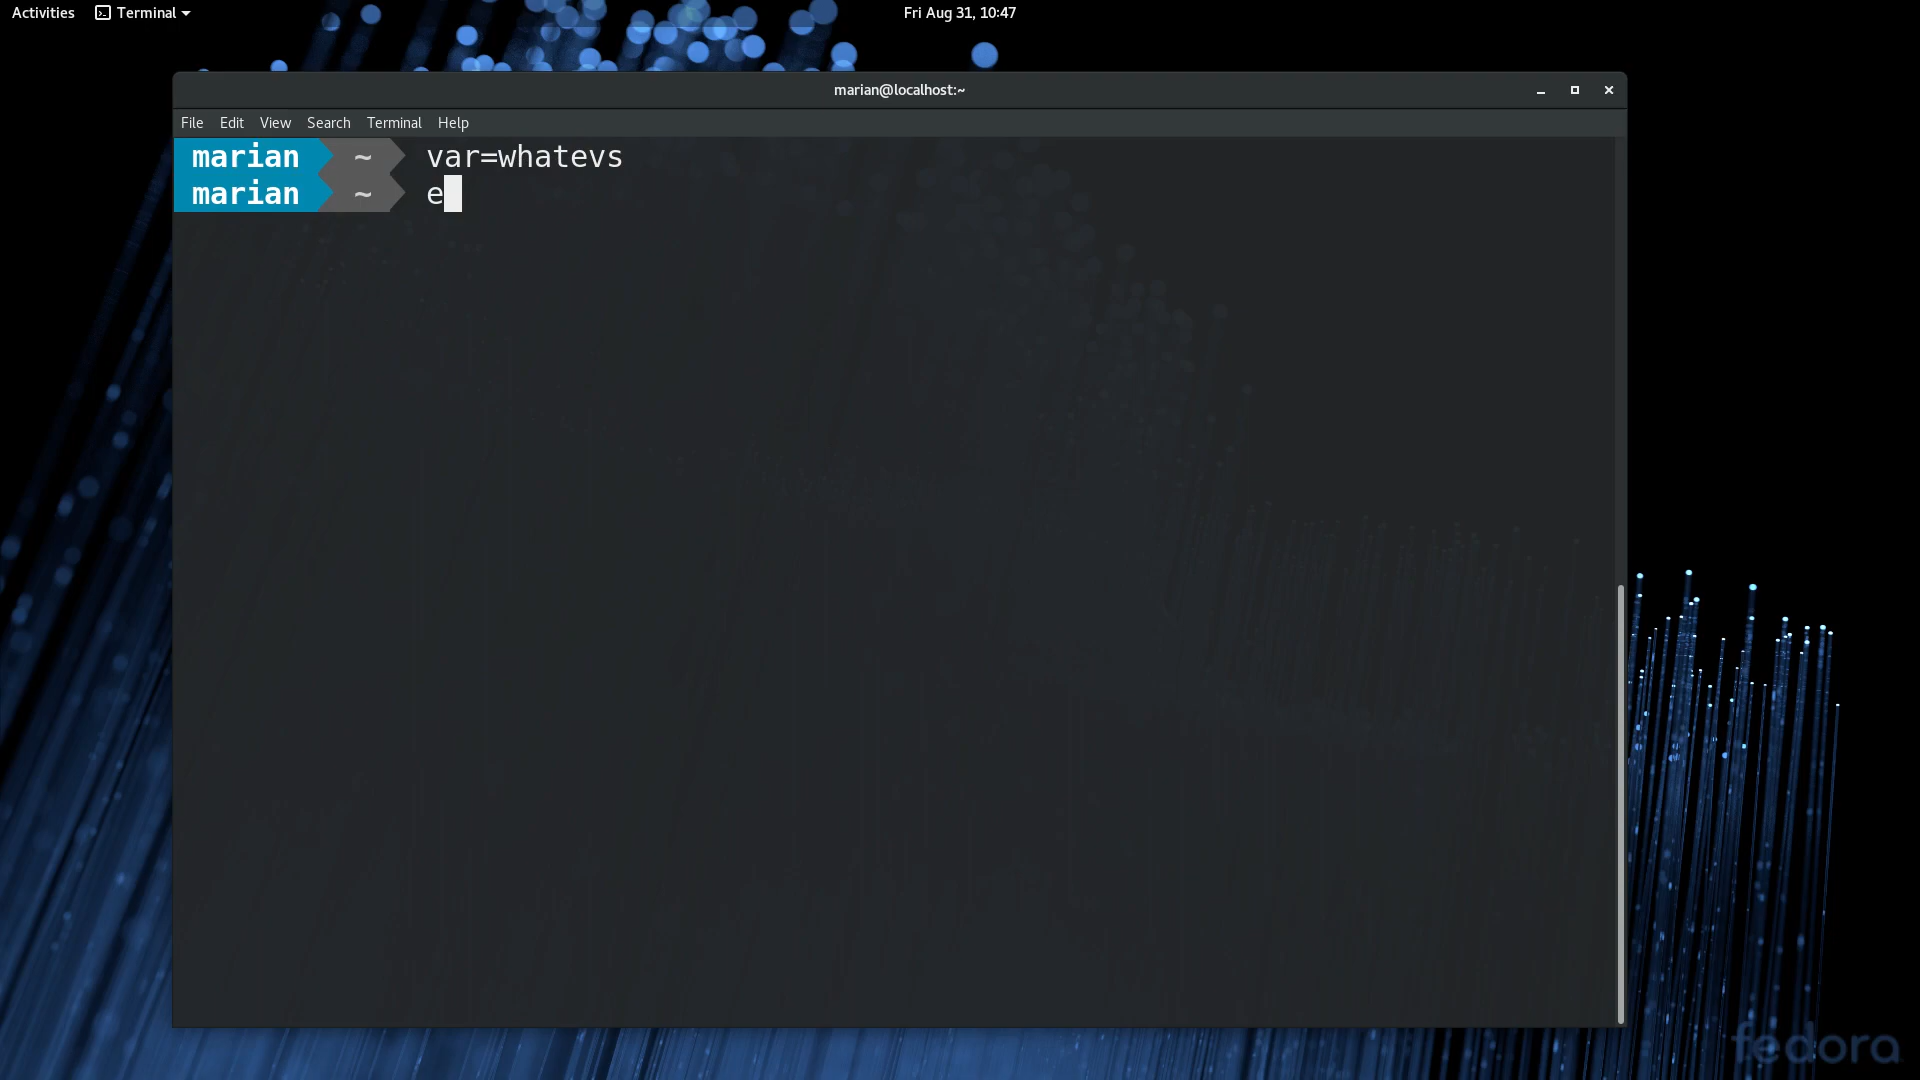 Activities Terminal Fri Aug 31, 10:47
marian@localhost:~
File Edit View Search Terminal Help
marian ~ var=whatevs
marian ~ e
fedora